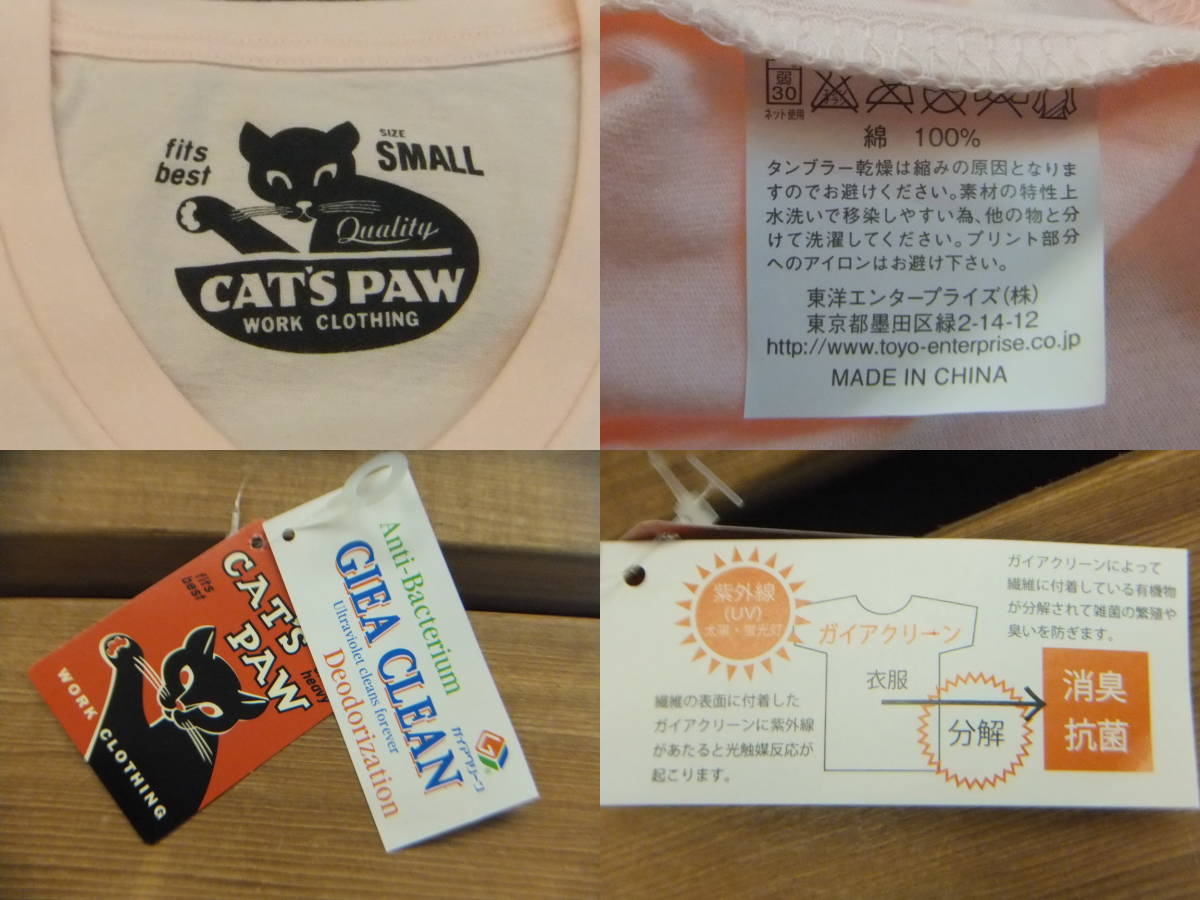 fits
best
SIZE
SMALL
Quality
CAT'S PAW
WORK CLOTHING
弱
30
ネット使用
綿 100%
タンブラー乾燥は縮みの原因となりま
すのでお避けください。素材の特性上
水洗いで移染しやすい為、他の物と分
けて洗濯してください。プリント部分
へのアイロンはお避け下さい。
東洋エンタープライズ(株)
東京都墨田区緑2-14-12
http://www.toyo-enterprise.co.jp
MADE IN CHINA
fits
best
CAT'S
PAW
heavy
WORK CLOTHING
Anti-Bacterium
GIEA CLEAN
Ultraviolet cleans forever
Deodorization
ガイアクリーン
紫外線
(UV)
太陽・蛍光灯
ガイアクリーン
衣服
分解
消臭
抗菌
ガイアクリーンによって
繊維に付着している有機物
が分解されて雑菌の繁殖や
臭いを防ぎます。
繊維の表面に付着した
ガイアクリーンに紫外線
があたると光触媒反応が
起こります。